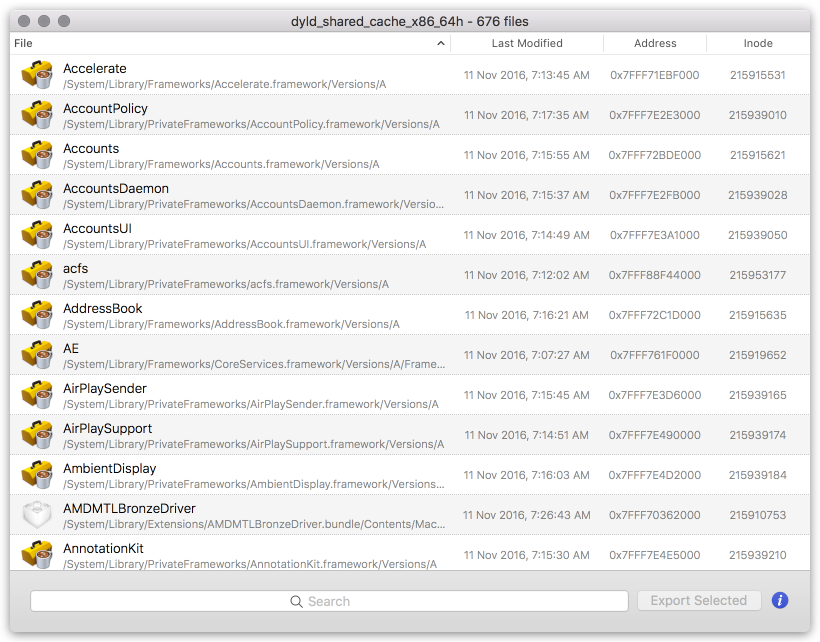 dyld_shared_cache_x86_64h - 676 files
File Last Modified Address Inode
Accelerate
/System/Library/Frameworks/Accelerate.framework/Versions/A 11 Nov 2016, 7:13:45 AM 0x7FFF71EBF000 215915531
AccountPolicy
/System/Library/PrivateFrameworks/AccountPolicy.framework/Versions/A 11 Nov 2016, 7:17:35 AM 0x7FFF7E2E3000 215939010
Accounts
/System/Library/Frameworks/Accounts.framework/Versions/A 11 Nov 2016, 7:15:55 AM 0x7FFF72BDE000 215915621
AccountsDaemon
/System/Library/PrivateFrameworks/AccountsDaemon.framework/Versio... 11 Nov 2016, 7:15:37 AM 0x7FFF7E2FB000 215939028
AccountsUI
/System/Library/PrivateFrameworks/AccountsUI.framework/Versions/A 11 Nov 2016, 7:14:49 AM 0x7FFF7E3A1000 215939050
acfs
/System/Library/PrivateFrameworks/acfs.framework/Versions/A 11 Nov 2016, 7:12:02 AM 0x7FFF88F44000 215953177
AddressBook
/System/Library/Frameworks/AddressBook.framework/Versions/A 11 Nov 2016, 7:16:21 AM 0x7FFF72C1D000 215915635
AE
/System/Library/Frameworks/CoreServices.framework/Versions/A/Frame... 11 Nov 2016, 7:07:27 AM 0x7FFF761F0000 215919652
AirPlaySender
/System/Library/PrivateFrameworks/AirPlaySender.framework/Versions/A 11 Nov 2016, 7:15:45 AM 0x7FFF7E3D6000 215939165
AirPlaySupport
/System/Library/PrivateFrameworks/AirPlaySupport.framework/Versions/A 11 Nov 2016, 7:14:51 AM 0x7FFF7E490000 215939174
AmbientDisplay
/System/Library/PrivateFrameworks/AmbientDisplay.framework/Versions... 11 Nov 2016, 7:16:03 AM 0x7FFF7E4D2000 215939184
AMDMTLBronzeDriver
/System/Library/Extensions/AMDMTLBronzeDriver.bundle/Contents/Mac... 11 Nov 2016, 7:26:43 AM 0x7FFF70362000 215910753
AnnotationKit
/System/Library/PrivateFrameworks/AnnotationKit.framework/Versions/A 11 Nov 2016, 7:15:30 AM 0x7FFF7E4E5000 215939210
Search Export Selected i